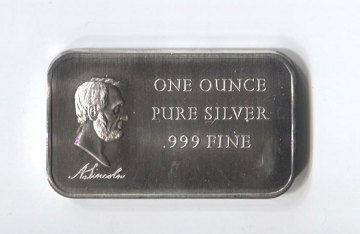 ONE OUNCE
PURE SILVER
.999 FINE
A. Lincoln